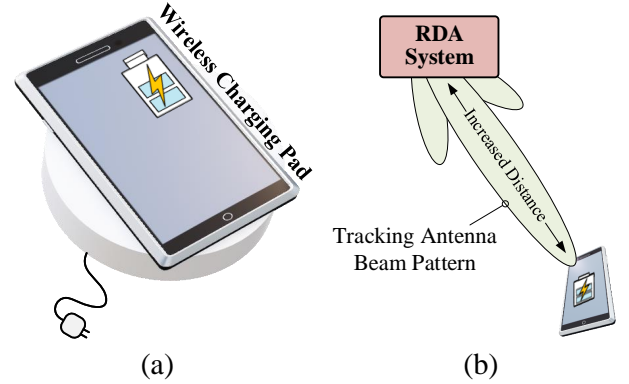 Wireless Charging Pad
(a)
RDA
System
Increased Distance
Tracking Antenna
Beam Pattern
(b)